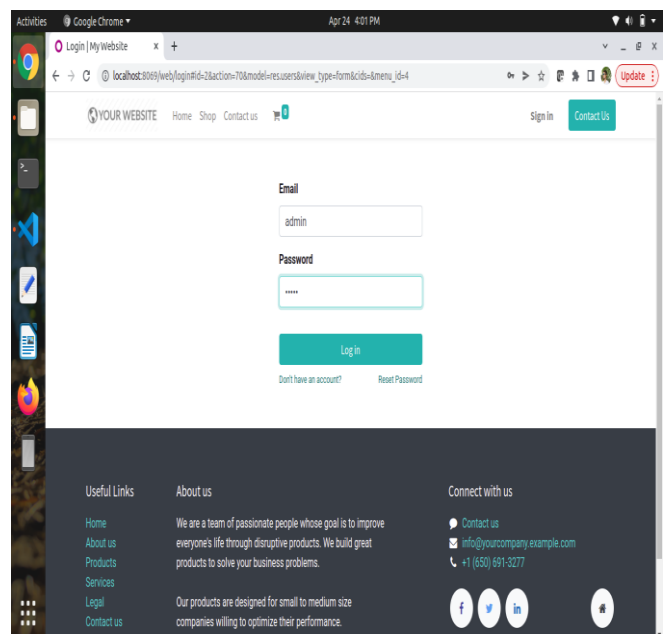 Activities Google Chrome ▾ Apr 24 4:01 PM
Login | My Website x +
localhost:8069/web/login#id=2&action=70&model=res.users&view_type=form&cids=&menu_id=4 Update
YOUR WEBSITE Home Shop Contact us 0 Sign in Contact Us
Email
admin
Password
•••••
Log in
Don't have an account? Reset Password
Useful Links About us Connect with us
Home We are a team of passionate people whose goal is to improve Contact us
About us everyone's life through disruptive products. We build great info@yourcompany.example.com
Products products to solve your business problems. +1 (650) 691-3277
Services
Legal Our products are designed for small to medium size
Contact us companies willing to optimize their performance.